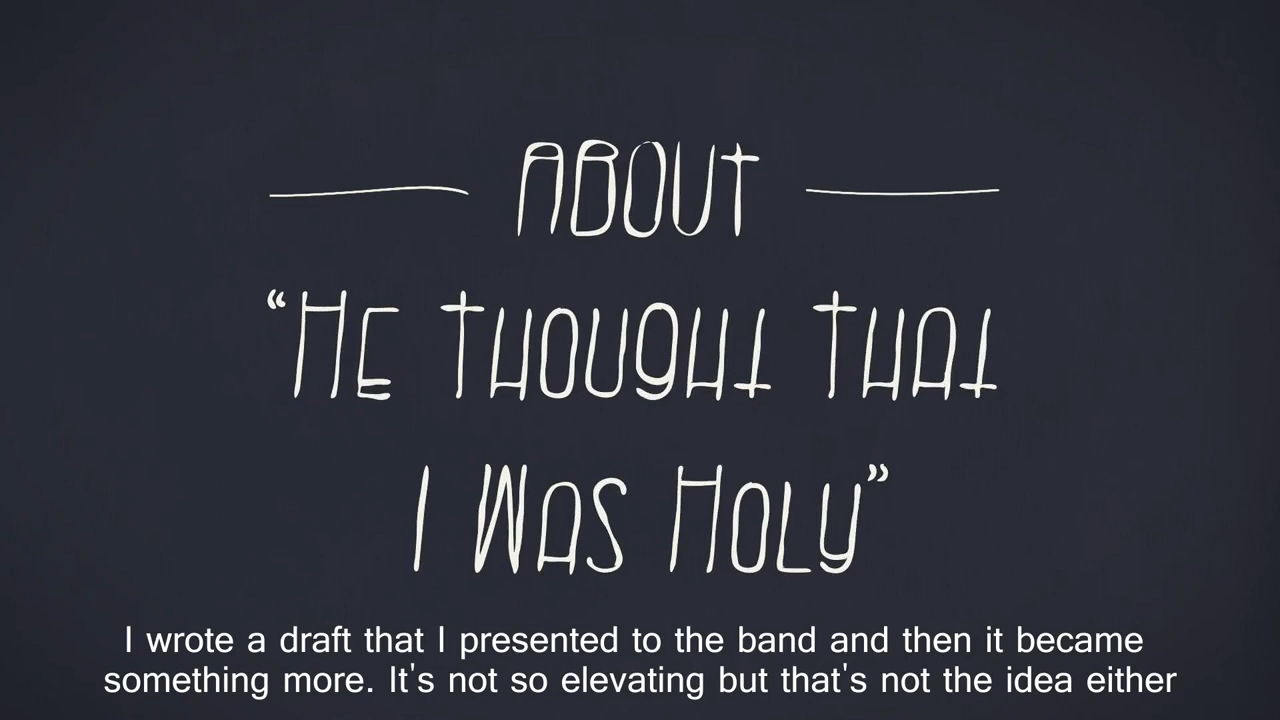 ABOUT
“HE THOUGHT THAT
I WAS HOLY”
I wrote a draft that I presented to the band and then it became
something more. It's not so elevating but that's not the idea either